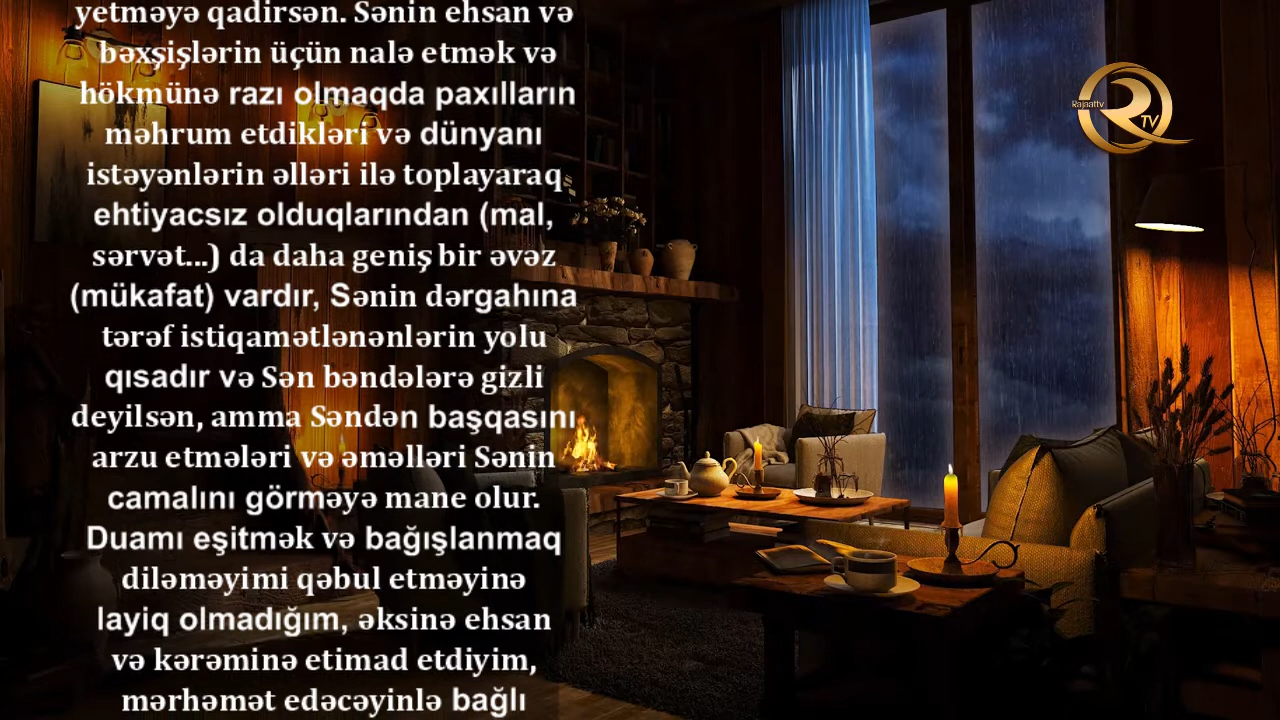 yetməyə qadirsən. Sənin ehsan və
bəxşişlərin üçün nalə etmək və
hökmünə razı olmaqda paxılların
məhrum etdikləri və dünyanı
istəyənlərin əlləri ilə toplayaraq
ehtiyacsız olduqlarından (mal,
sərvət...) da daha geniş bir əvəz
(mükafat) vardır, Sənin dərgahına
tərəf istiqamətlənənlərin yolu
qısadır və Sən bəndələrə gizli
deyilsən, amma Səndən başqasını
arzu etmələri və əməlləri Sənin
camalını görməyə mane olur.
Duamı eşitmək və bağışlanmaq
diləməyimi qəbul etməyinə
layiq olmadığım, əksinə ehsan
və kərəminə etimad etdiyim,
mərhəmət edəcəyinlə bağlı
Rajaattv
R
TV